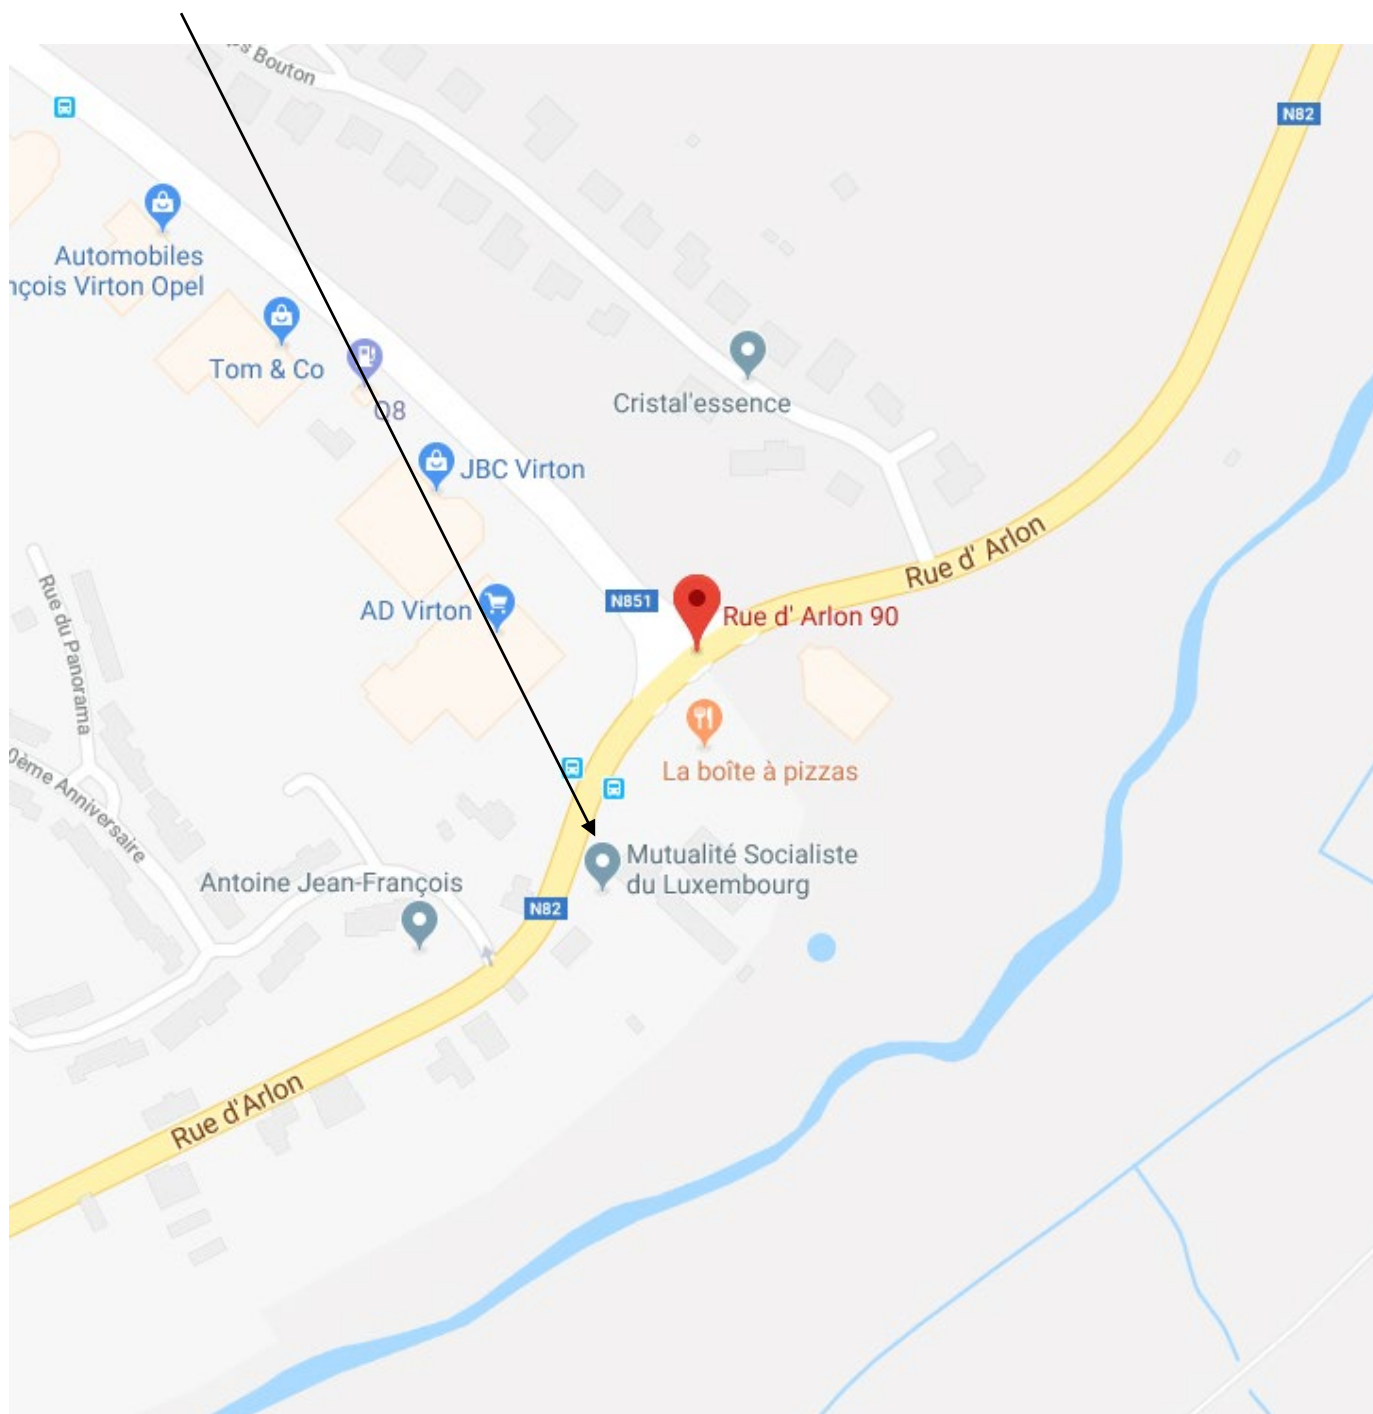 Bouton
N82
Automobiles
nçois Virton Opel
Tom & Co
Q8
Cristal'essence
JBC Virton
Rue d' Arlon
N851
AD Virton
Rue d' Arlon 90
Rue du Panorama
La boîte à pizzas
0ème Anniversaire
Mutualité Socialiste
du Luxembourg
Antoine Jean-François
N82
Rue d'Arlon